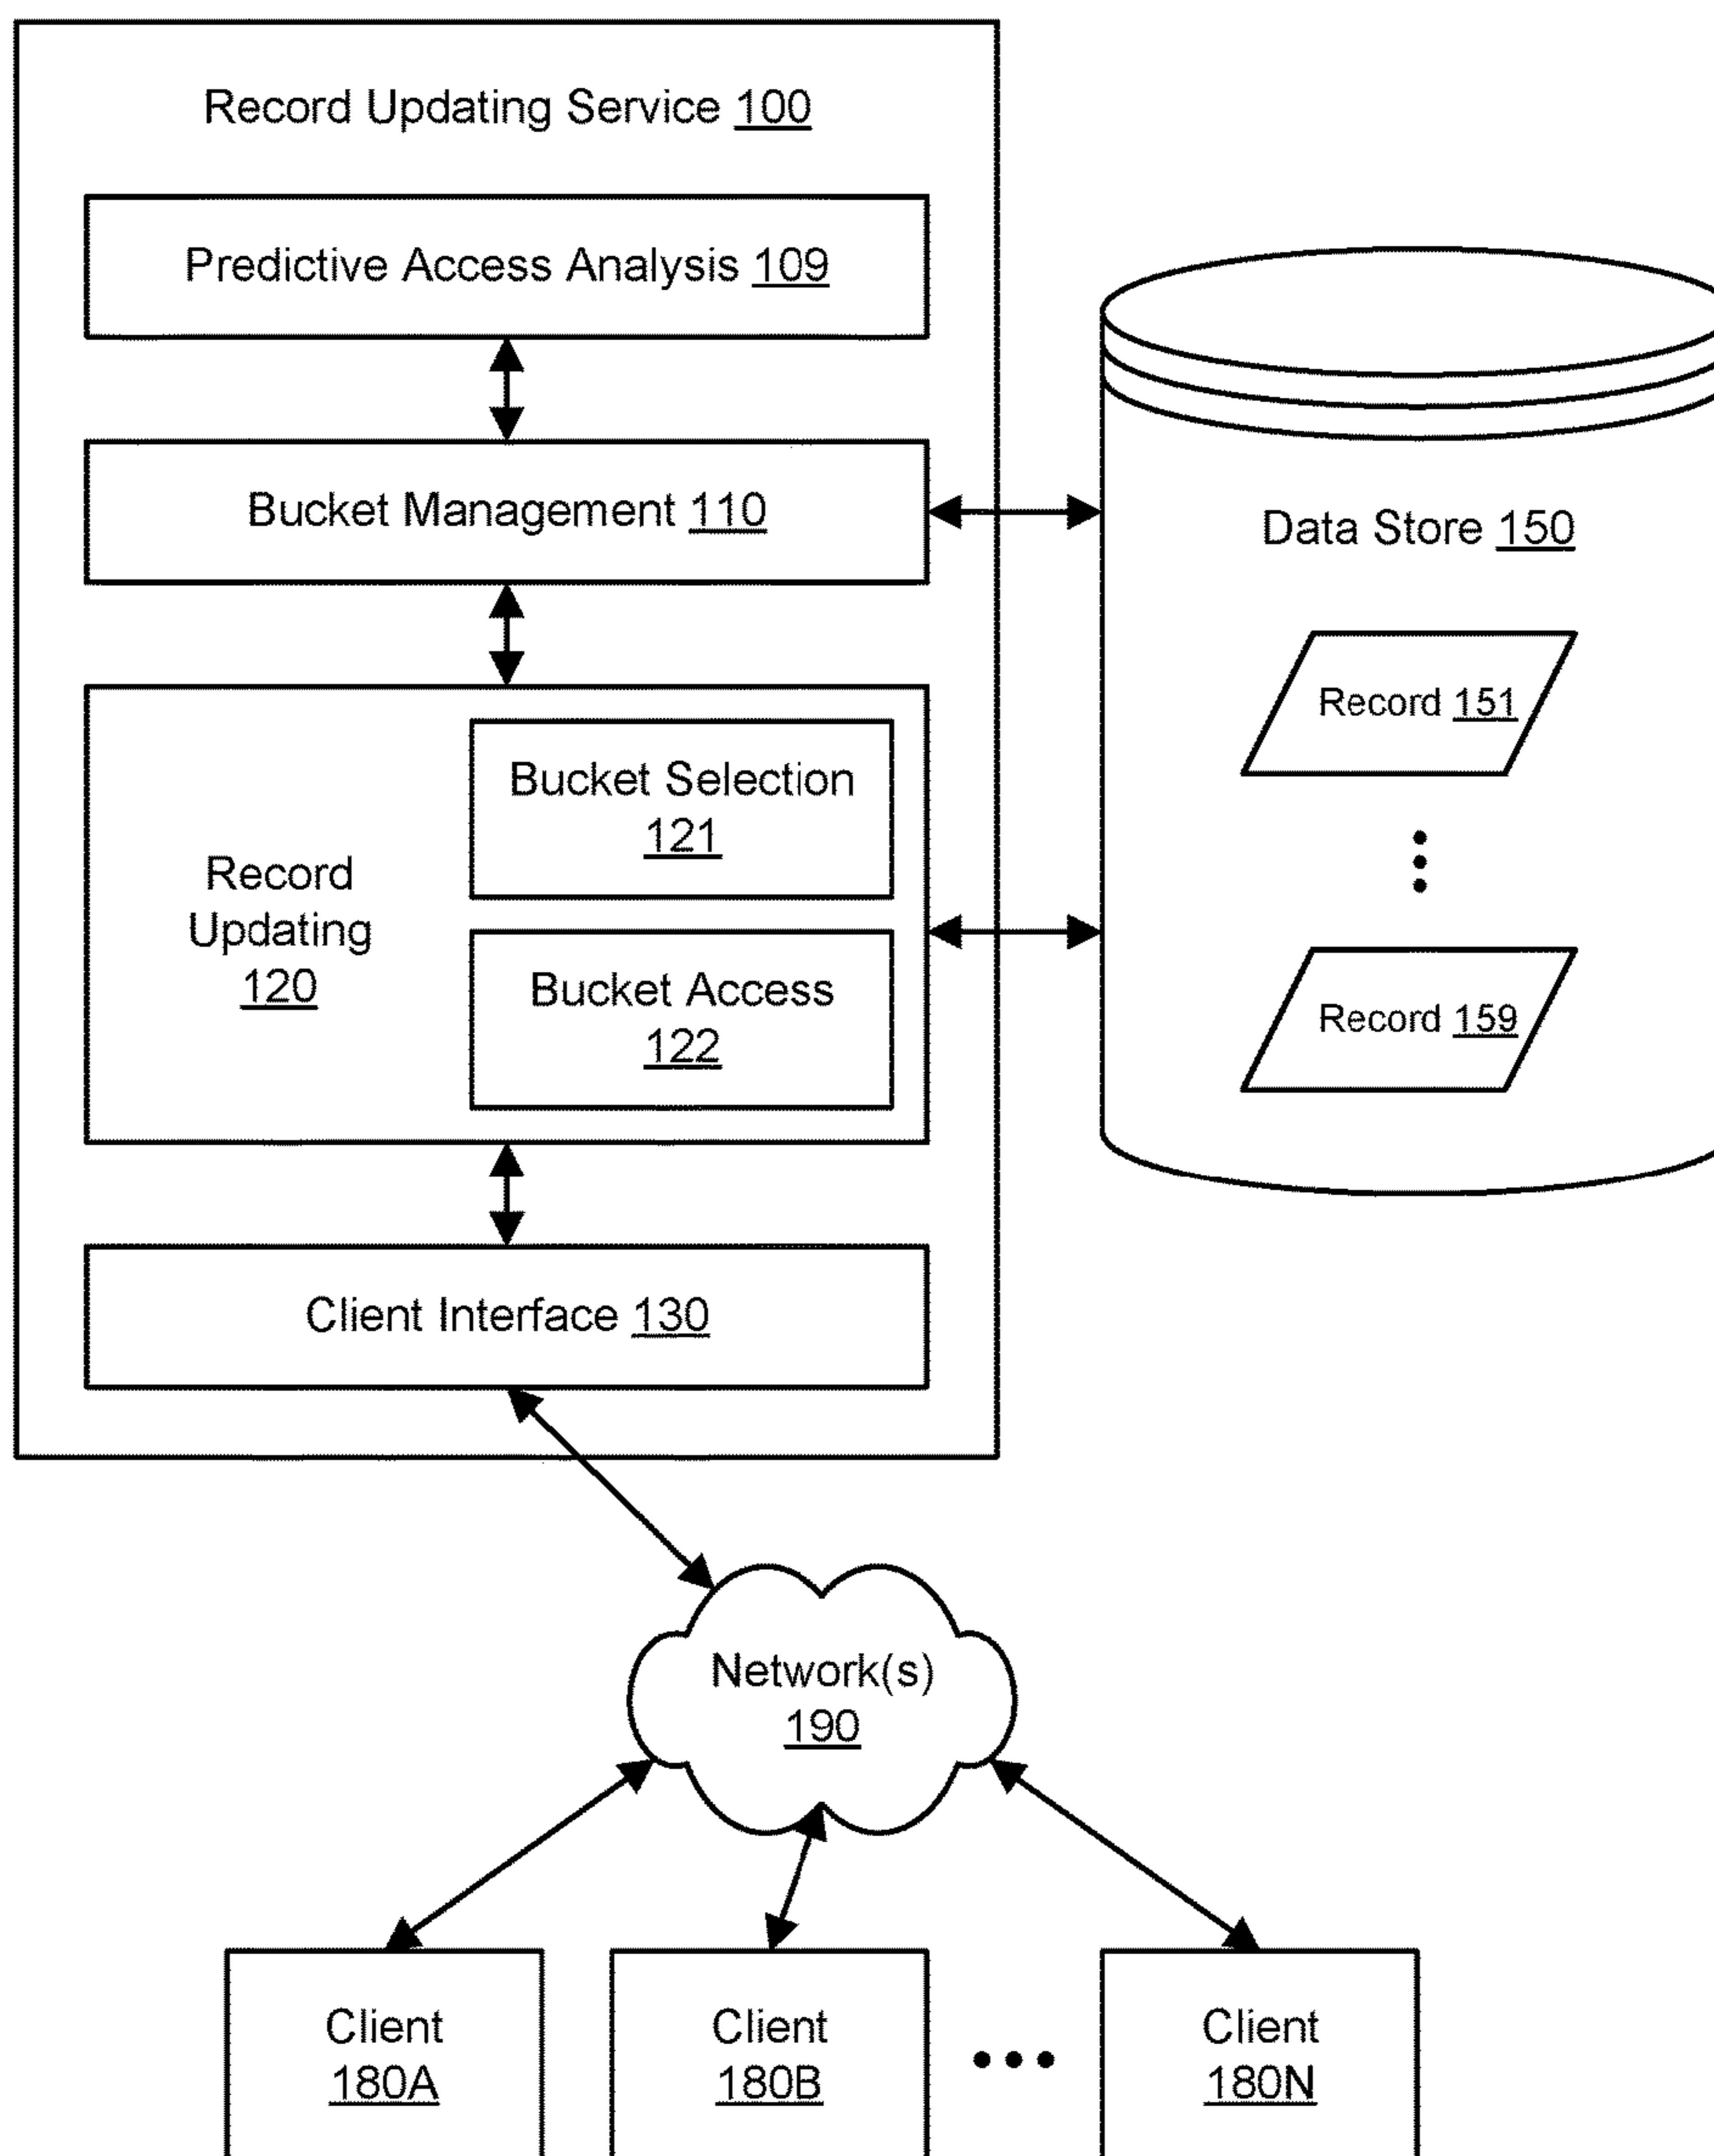 Record Updating Service 100
Predictive Access Analysis 109
Bucket Management 110
Data Store 150
Record 151
Bucket Selection
121
Record
Updating
120
Bucket Access
122
Record 159
Client Interface 130
Network(s)
190
Client
180A
Client
180B
Client
180N